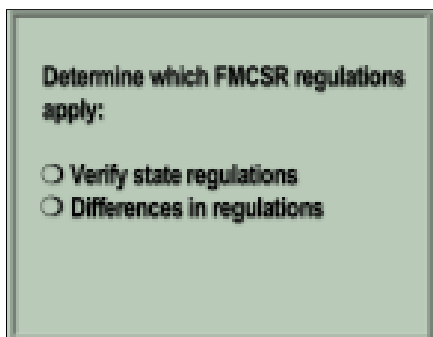 Determine which FMCSR regulations
apply:
❍ Verify state regulations
❍ Differences in regulations